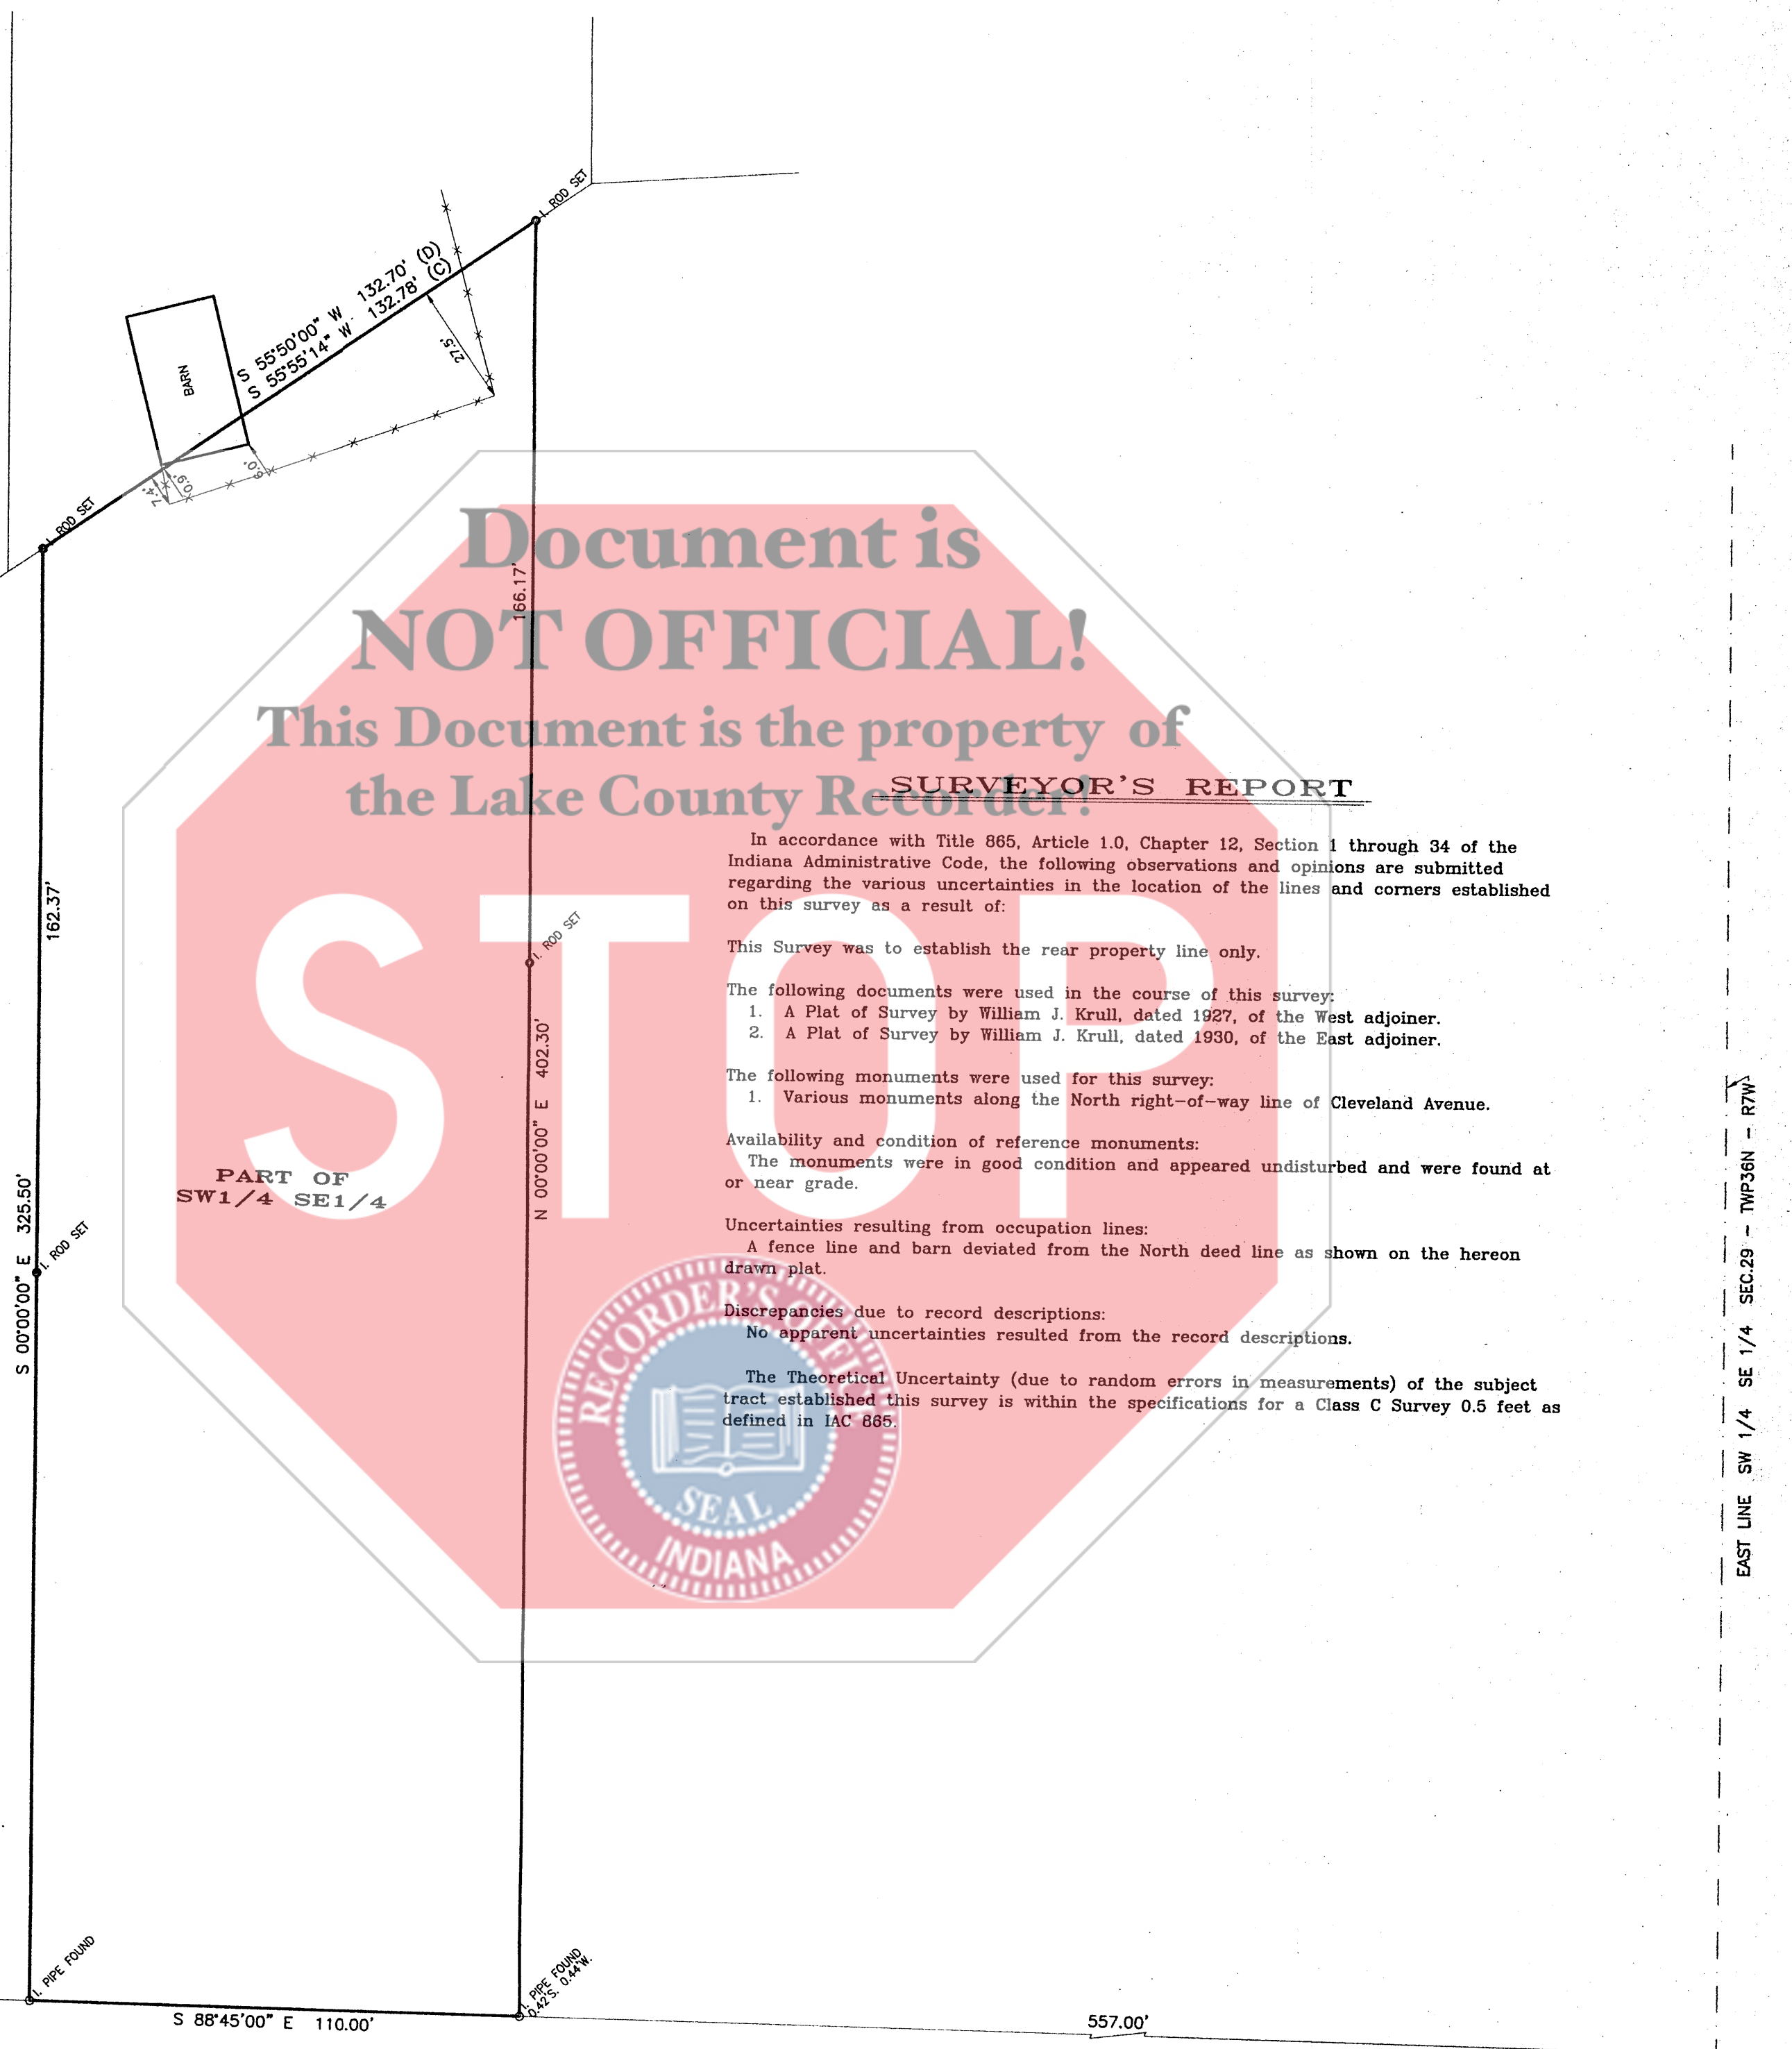 I. ROD SET
S 55°50'00" W 132.70' (D)
S 55°55'14" W 132.78' (C)
27.5'
BARN
6.0'
0.9'
7.4'
I. ROD SET
166.17'
162.37'
I. ROD SET
N 00°00'00" E 402.30'
S 00°00'00" E 325.50'
I. ROD SET
PART OF
SW1/4 SE1/4
Document is
NOT OFFICIAL!
This Document is the property of
the Lake County Recorder!
STOP
SURVEYOR'S REPORT
In accordance with Title 865, Article 1.0, Chapter 12, Section 1 through 34 of the
Indiana Administrative Code, the following observations and opinions are submitted
regarding the various uncertainties in the location of the lines and corners established
on this survey as a result of:
This Survey was to establish the rear property line only.
The following documents were used in the course of this survey:
1. A Plat of Survey by William J. Krull, dated 1927, of the West adjoiner.
2. A Plat of Survey by William J. Krull, dated 1930, of the East adjoiner.
The following monuments were used for this survey:
1. Various monuments along the North right-of-way line of Cleveland Avenue.
Availability and condition of reference monuments:
The monuments were in good condition and appeared undisturbed and were found at
or near grade.
Uncertainties resulting from occupation lines:
A fence line and barn deviated from the North deed line as shown on the hereon
drawn plat.
Discrepancies due to record descriptions:
No apparent uncertainties resulted from the record descriptions.
The Theoretical Uncertainty (due to random errors in measurements) of the subject
tract established this survey is within the specifications for a Class C Survey 0.5 feet as
defined in IAC 865.
RECORDER'S OFFICE
SEAL
INDIANA
EAST LINE SW 1/4 SE 1/4 SEC.29 - TWP36N - R7W
I. PIPE FOUND
I. PIPE FOUND
0.42'S. 0.44'W.
S 88°45'00" E 110.00'
557.00'